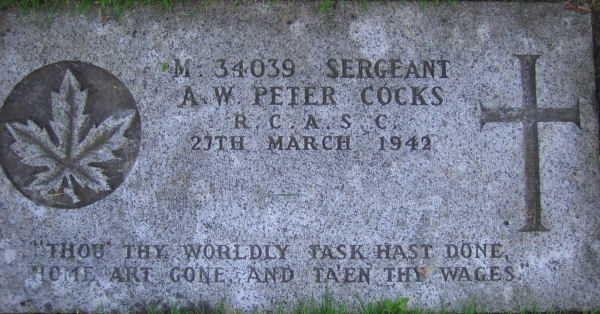 M. 34039 SERGEANT
A. W. PETER COCKS
R. C. A. S. C.
27TH MARCH 1942
"THOU' THY WORLDLY TASK HAST DONE,
HOME ART GONE, AND TA'EN THY WAGES."